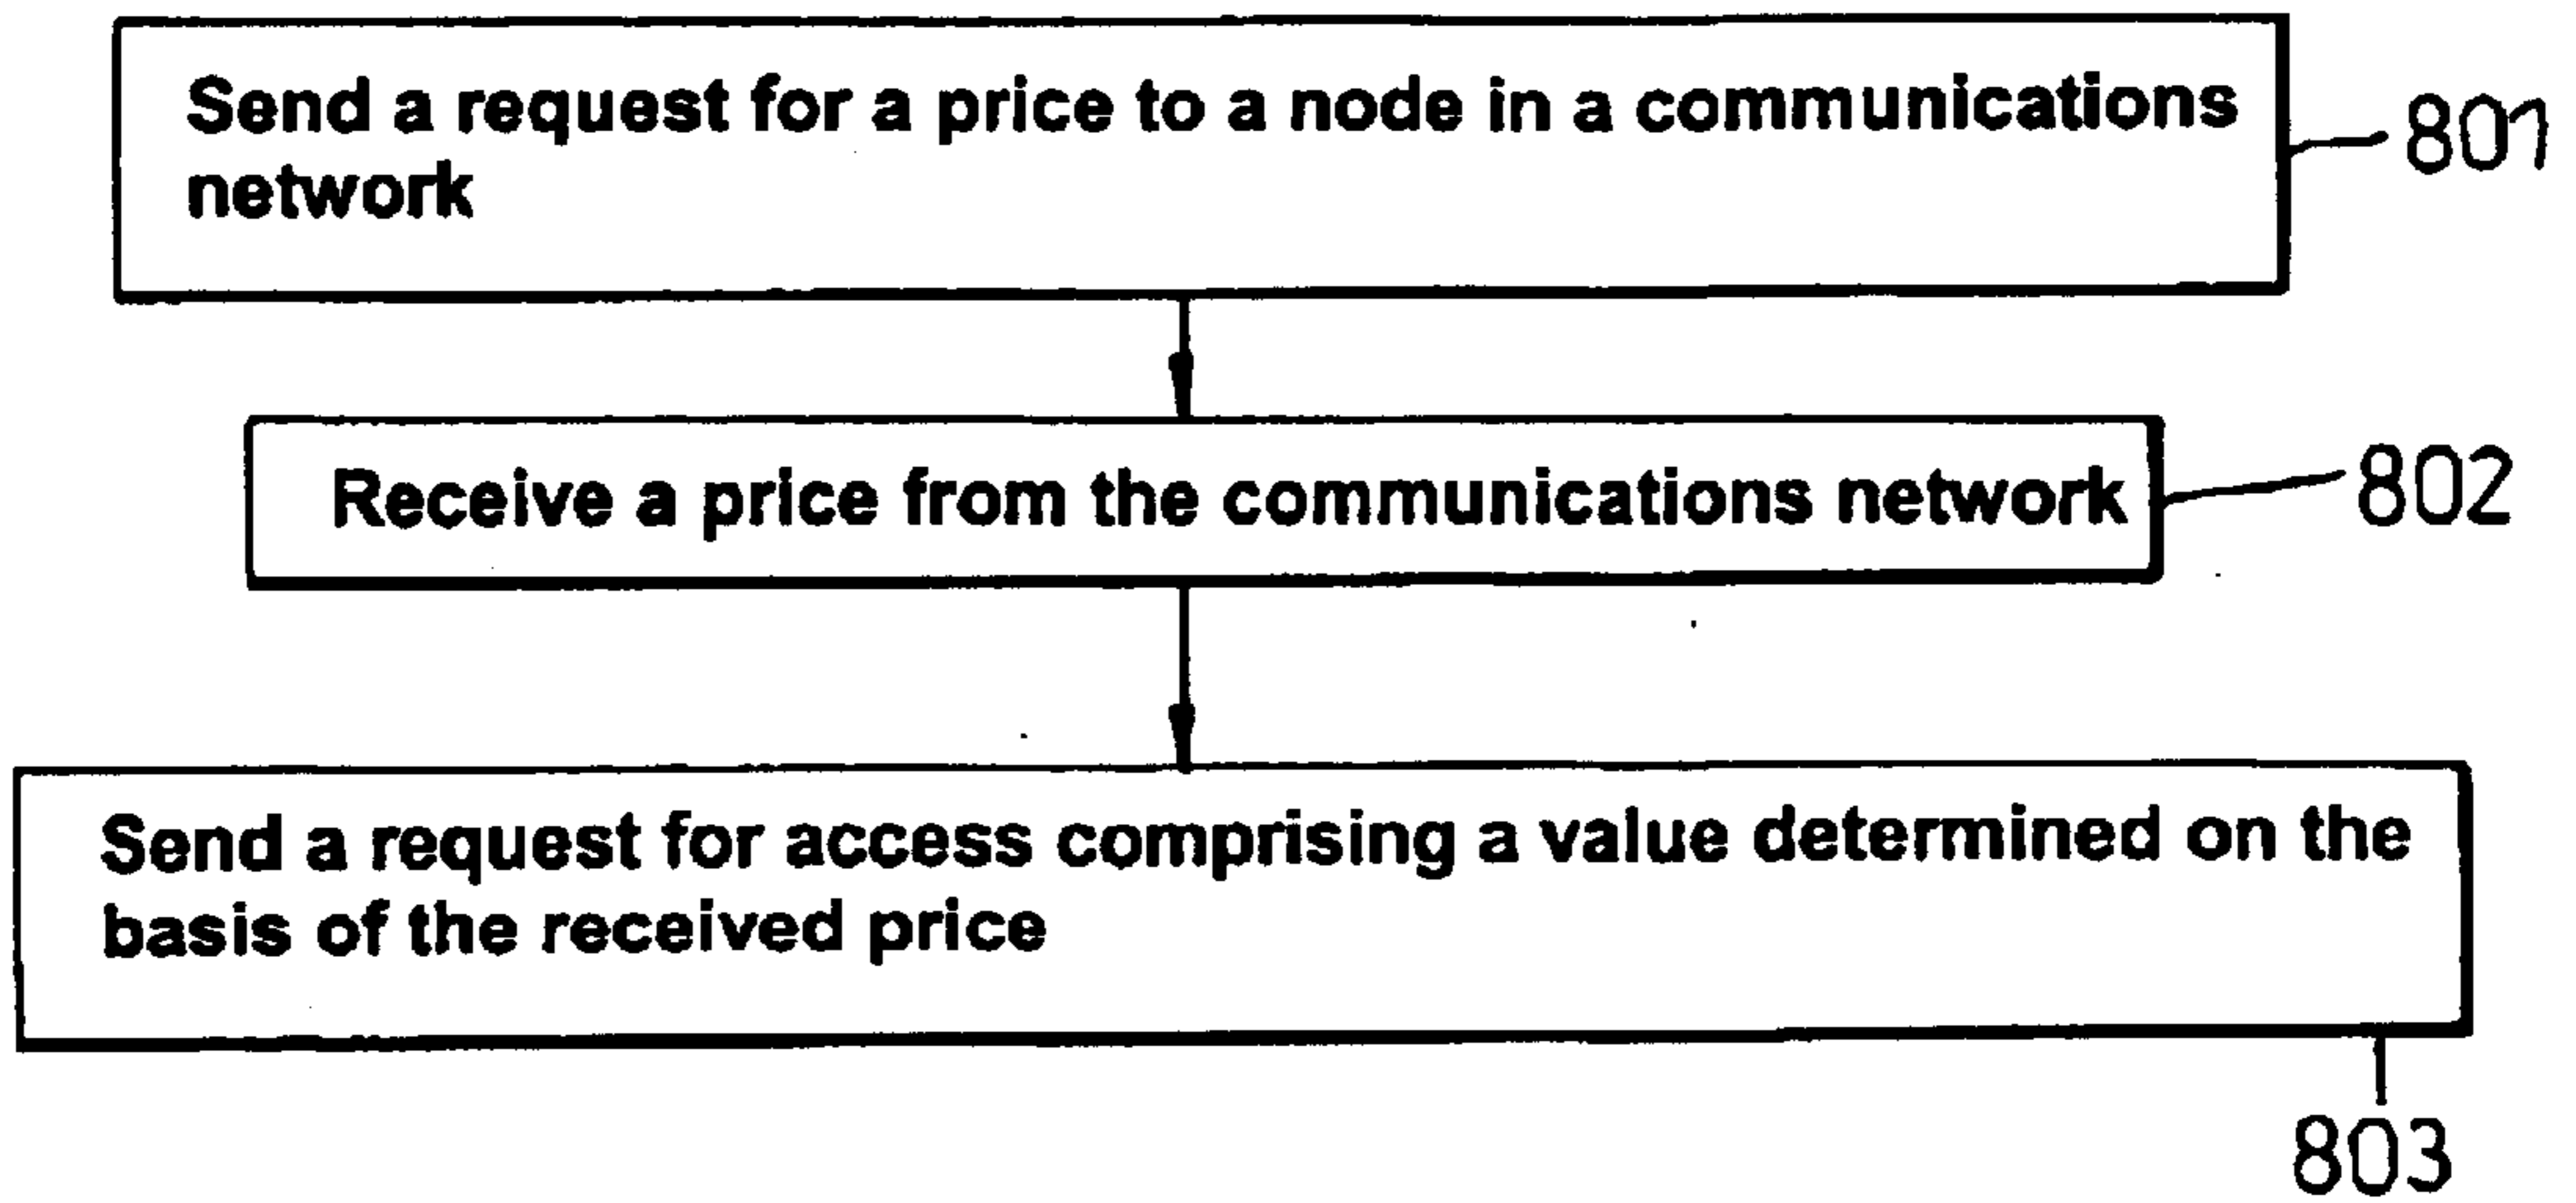 Send a request for a price to a node in a communications
network
801
Receive a price from the communications network
802
Send a request for access comprising a value determined on the
basis of the received price
803